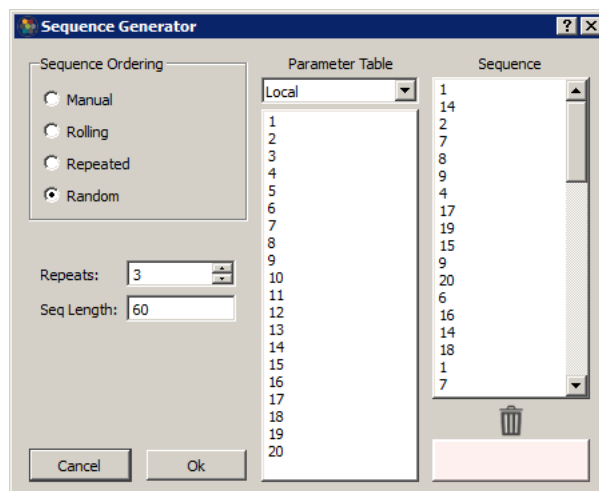 Sequence Generator
? X
Sequence Ordering
Manual
Rolling
Repeated
Random
Repeats: 3
Seq Length: 60
Cancel
Ok
Parameter Table
Local
1
2
3
4
5
6
7
8
9
10
11
12
13
14
15
16
17
18
19
20
Sequence
1
14
2
7
8
9
4
17
19
15
9
20
6
16
14
18
1
7